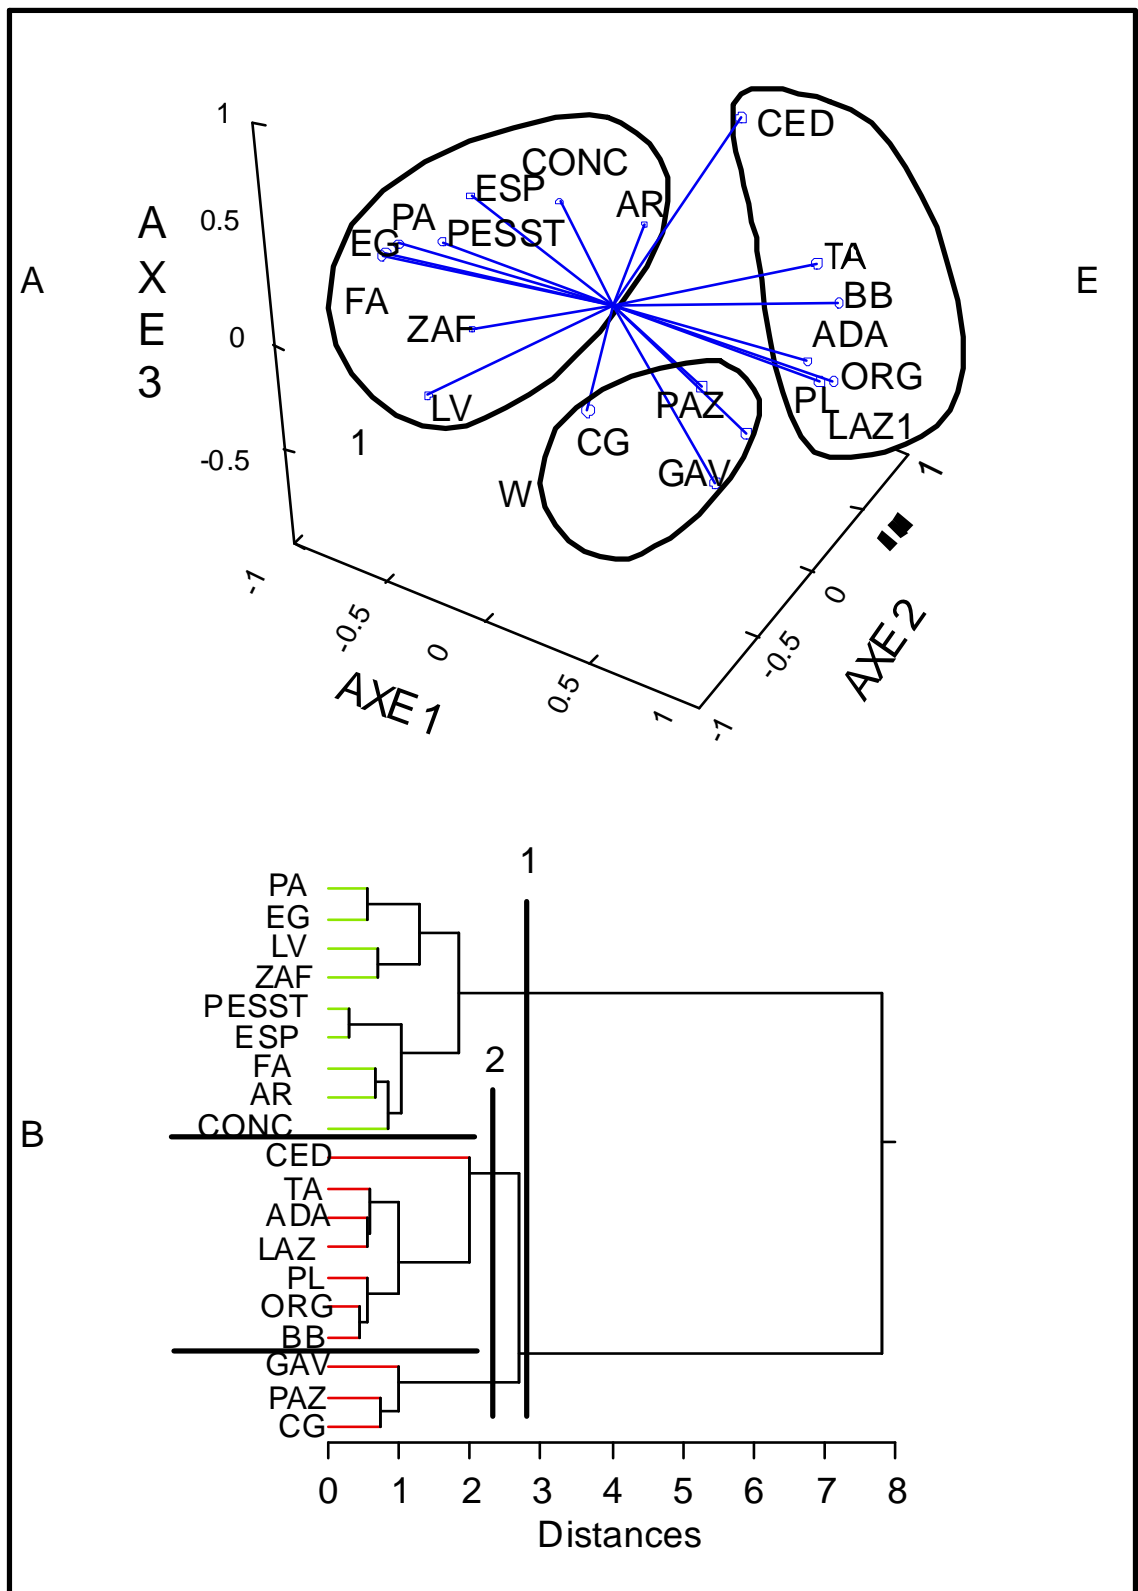 1
CED
CONC
ESP
AR
0.5
A
PA
PESST
EG
TA
A
X
E
BB
FA
ADA
0
E
ZAF
ORG
3
PL
PAZ
LV
LAZ1
1
CG
-0.5
GAV
1
W
-1
0
-0.5
AXE 2
0
-0.5
AXE 1
0.5
1
-1
1
PA
EG
LV
ZAF
PESST
ESP
2
FA
AR
CONC
B
CED
TA
ADA
LAZ
PL
ORG
BB
GAV
PAZ
CG
0 1 2 3 4 5 6 7 8
Distances